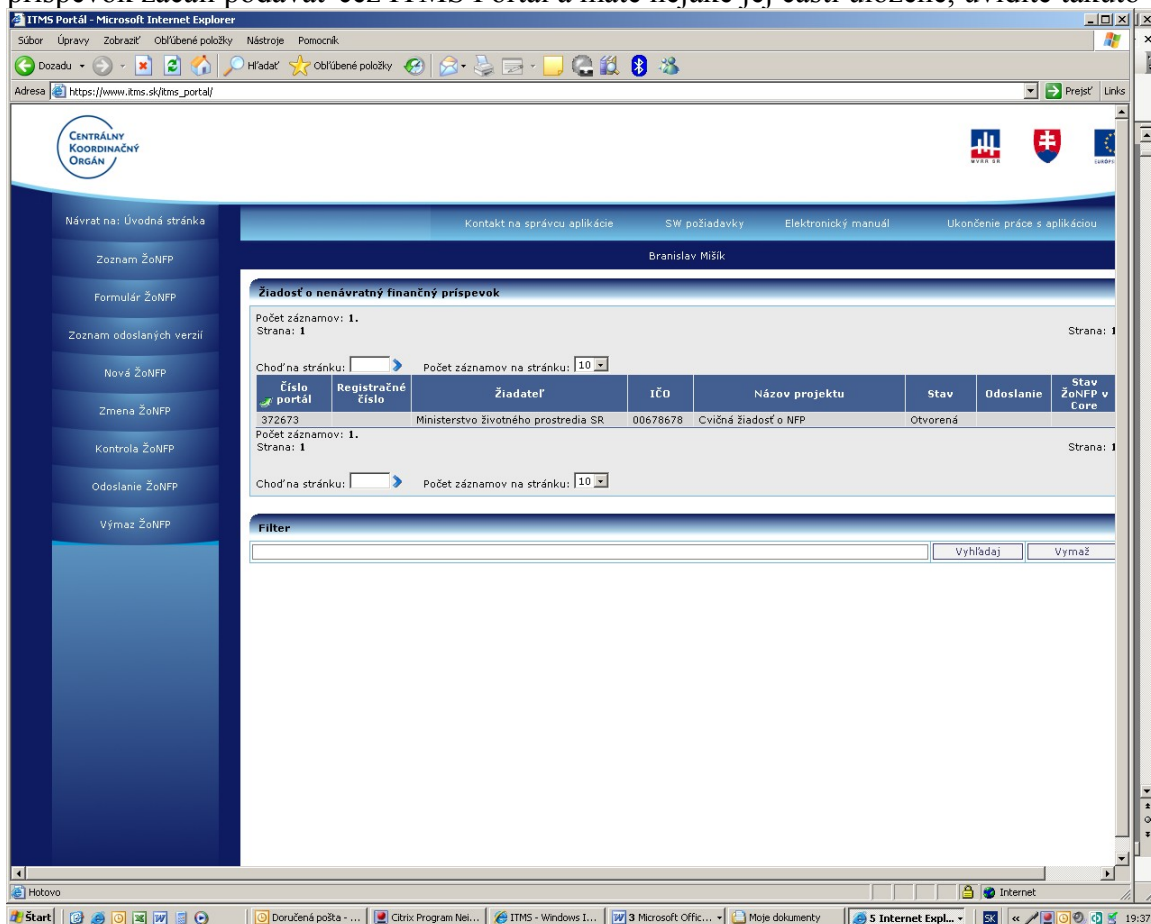 príspevok začali podávať cez ITMS Portál a máte nejaké jej časti uložené, uvidíte takúto
ITMS Portál - Microsoft Internet Explorer
Súbor Úpravy Zobraziť Obľúbené položky Nástroje Pomocník
Dozadu Hľadať Obľúbené položky
Adresa https://www.itms.sk/itms_portal/ Prejsť Links
CENTRÁLNY
KOORDINAČNÝ
ORGÁN
MVRR SR
Návrat na: Úvodná stránka
Kontakt na správcu aplikácie SW požiadavky Elektronický manuál Ukončenie práce s aplikáciou
Zoznam ŽoNFP
Branislav Mišík
Formulár ŽoNFP
Zoznam odoslaných verzií
Nová ŽoNFP
Zmena ŽoNFP
Kontrola ŽoNFP
Odoslanie ŽoNFP
Výmaz ŽoNFP
Žiadosť o nenávratný finančný príspevok
Počet záznamov: 1.
Strana: 1 Strana: 1
Choď na stránku: Počet záznamov na stránku: 10
Číslo portál Registračné číslo Žiadateľ IČO Názov projektu Stav Odoslanie Stav ŽoNFP v Core
372673 Ministerstvo životného prostredia SR 00678678 Cvičná žiadosť o NFP Otvorená
Počet záznamov: 1.
Strana: 1 Strana: 1
Choď na stránku: Počet záznamov na stránku: 10
Filter
Vyhľadaj Vymaž
Hotovo Internet
Štart Doručená pošta - ... Citrix Program Nei... ITMS - Windows I... 3 Microsoft Offic... Moje dokumenty 5 Internet Expl... SK 19:37